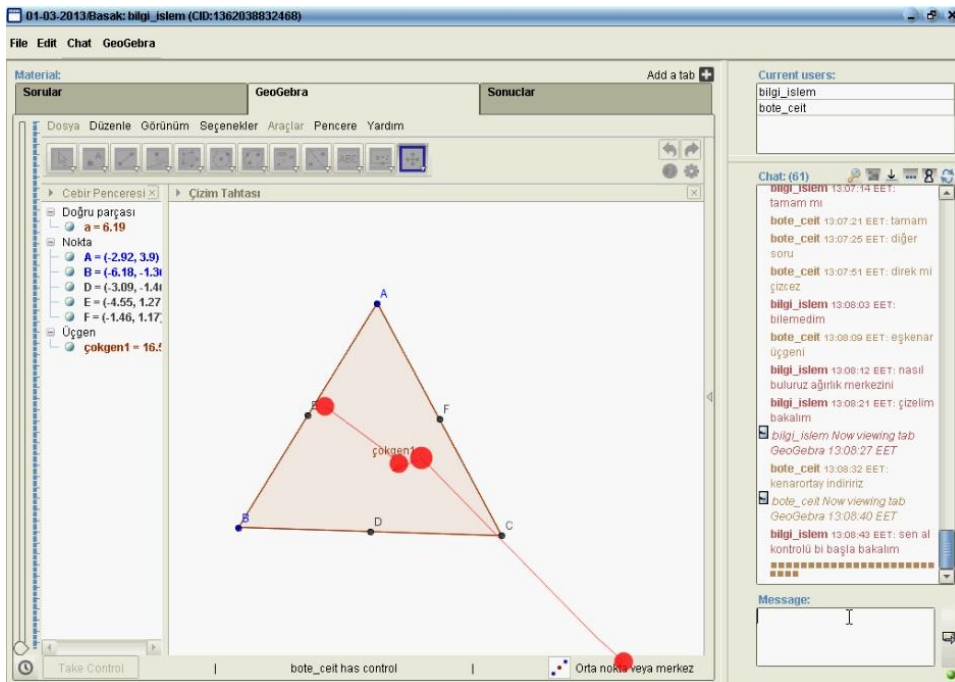 01-03-2013/Basak: bilgi_islem (CID:1362038832468)
File Edit Chat GeoGebra
Material:
Add a tab
Sorular GeoGebra Sonuclar
Dosya Düzenle Görünüm Seçenekler Araçlar Pencere Yardım
ABC
Cebir Penceresi
Çizim Tahtası
Doğru parçası
a = 6.19
Nokta
A = (-2.92, 3.9)
B = (-6.18, -1.3
D = (-3.09, -1.4
E = (-4.55, 1.27
F = (-1.46, 1.17)
Üçgen
çokgen1 = 16.5
A
F
çokgen1
B
D
C
Take Control | bote_ceit has control | Orta nokta veya merkez
Current users:
bilgi_islem
bote_ceit
Chat: (61)
bilgi_islem 13:07:14 EET:
tamam mı
bote_ceit 13:07:21 EET: tamam
bote_ceit 13:07:25 EET: diğer
soru
bote_ceit 13:07:51 EET: direk mi
çizcez
bilgi_islem 13:08:03 EET:
bilemedim
bote_ceit 13:08:09 EET: eşkenar
üçgeni
bilgi_islem 13:08:12 EET: nasıl
buluruz ağırlık merkezini
bilgi_islem 13:08:21 EET: çizelim
bakalım
bilgi_islem Now viewing tab
GeoGebra 13:08:27 EET
bote_ceit 13:08:32 EET:
kenarortay indiririz
bote_ceit Now viewing tab
GeoGebra 13:08:40 EET
bilgi_islem 13:08:43 EET: sen al
kontrolü bi başla bakalım
Message: